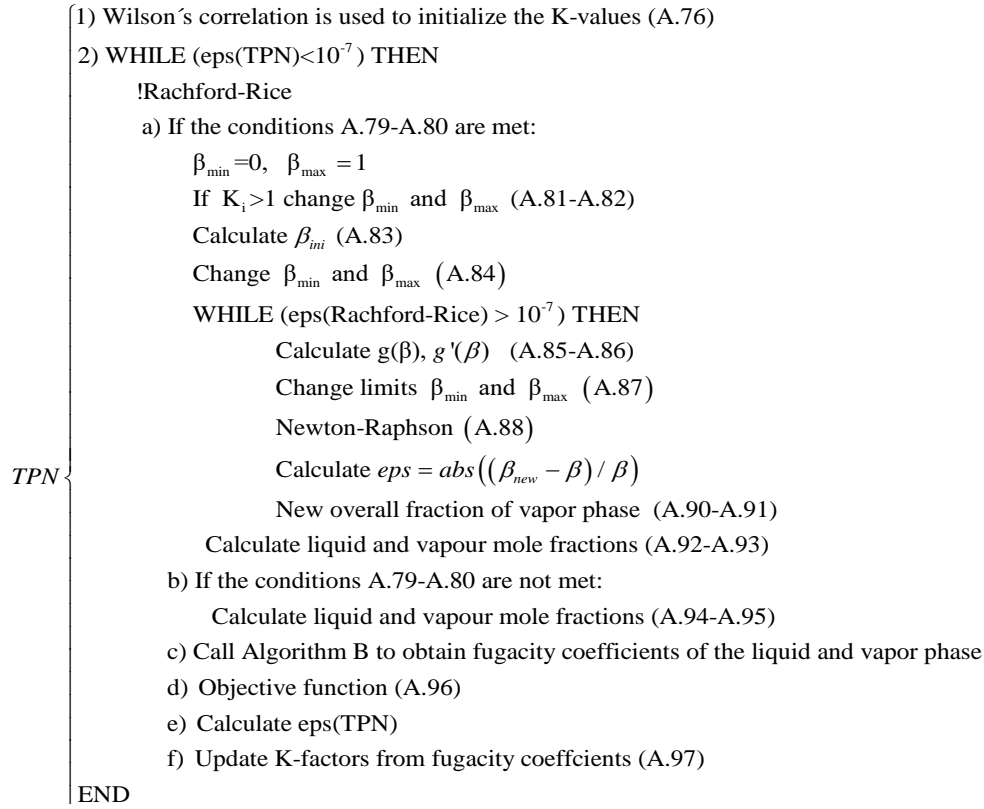 1) Wilson´s correlation is used to initialize the K-values (A.76)
2) WHILE (eps(TPN)<10⁻⁷ ) THEN
!Rachford-Rice
a) If the conditions A.79-A.80 are met:
β_min =0, β_max = 1
If K_i >1 change β_min and β_max (A.81-A.82)
Calculate β_ini (A.83)
Change β_min and β_max (A.84)
WHILE (eps(Rachford-Rice) > 10⁻⁷ ) THEN
Calculate g(β), g'(β) (A.85-A.86)
Change limits β_min and β_max (A.87)
Newton-Raphson (A.88)
Calculate eps = abs((β_new − β) / β)
New overall fraction of vapor phase (A.90-A.91)
Calculate liquid and vapour mole fractions (A.92-A.93)
TPN
b) If the conditions A.79-A.80 are not met:
Calculate liquid and vapour mole fractions (A.94-A.95)
c) Call Algorithm B to obtain fugacity coefficients of the liquid and vapor phase
d) Objective function (A.96)
e) Calculate eps(TPN)
f) Update K-factors from fugacity coeffcients (A.97)
END